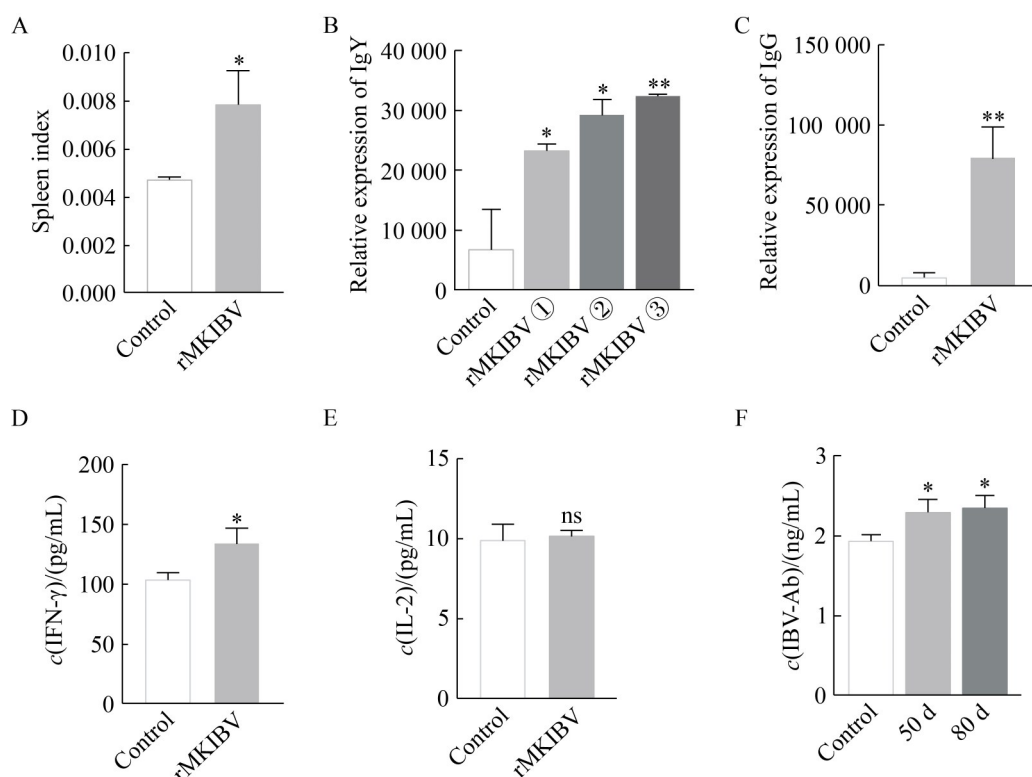 A
Spleen index
0.010
0.008
0.006
0.004
0.002
0.000
*
Control
rMKIBV
B
Relative expression of IgY
40 000
30 000
20 000
10 000
0
*
*
**
Control
rMKIBV ①
rMKIBV ②
rMKIBV ③
C
Relative expression of IgG
150 000
100 000
50 000
0
**
Control
rMKIBV
D
c(IFN-γ)/(pg/mL)
200
150
100
50
0
*
Control
rMKIBV
E
c(IL-2)/(pg/mL)
15
10
5
0
ns
Control
rMKIBV
F
c(IBV-Ab)/(ng/mL)
3
2
1
0
*
*
Control
50 d
80 d